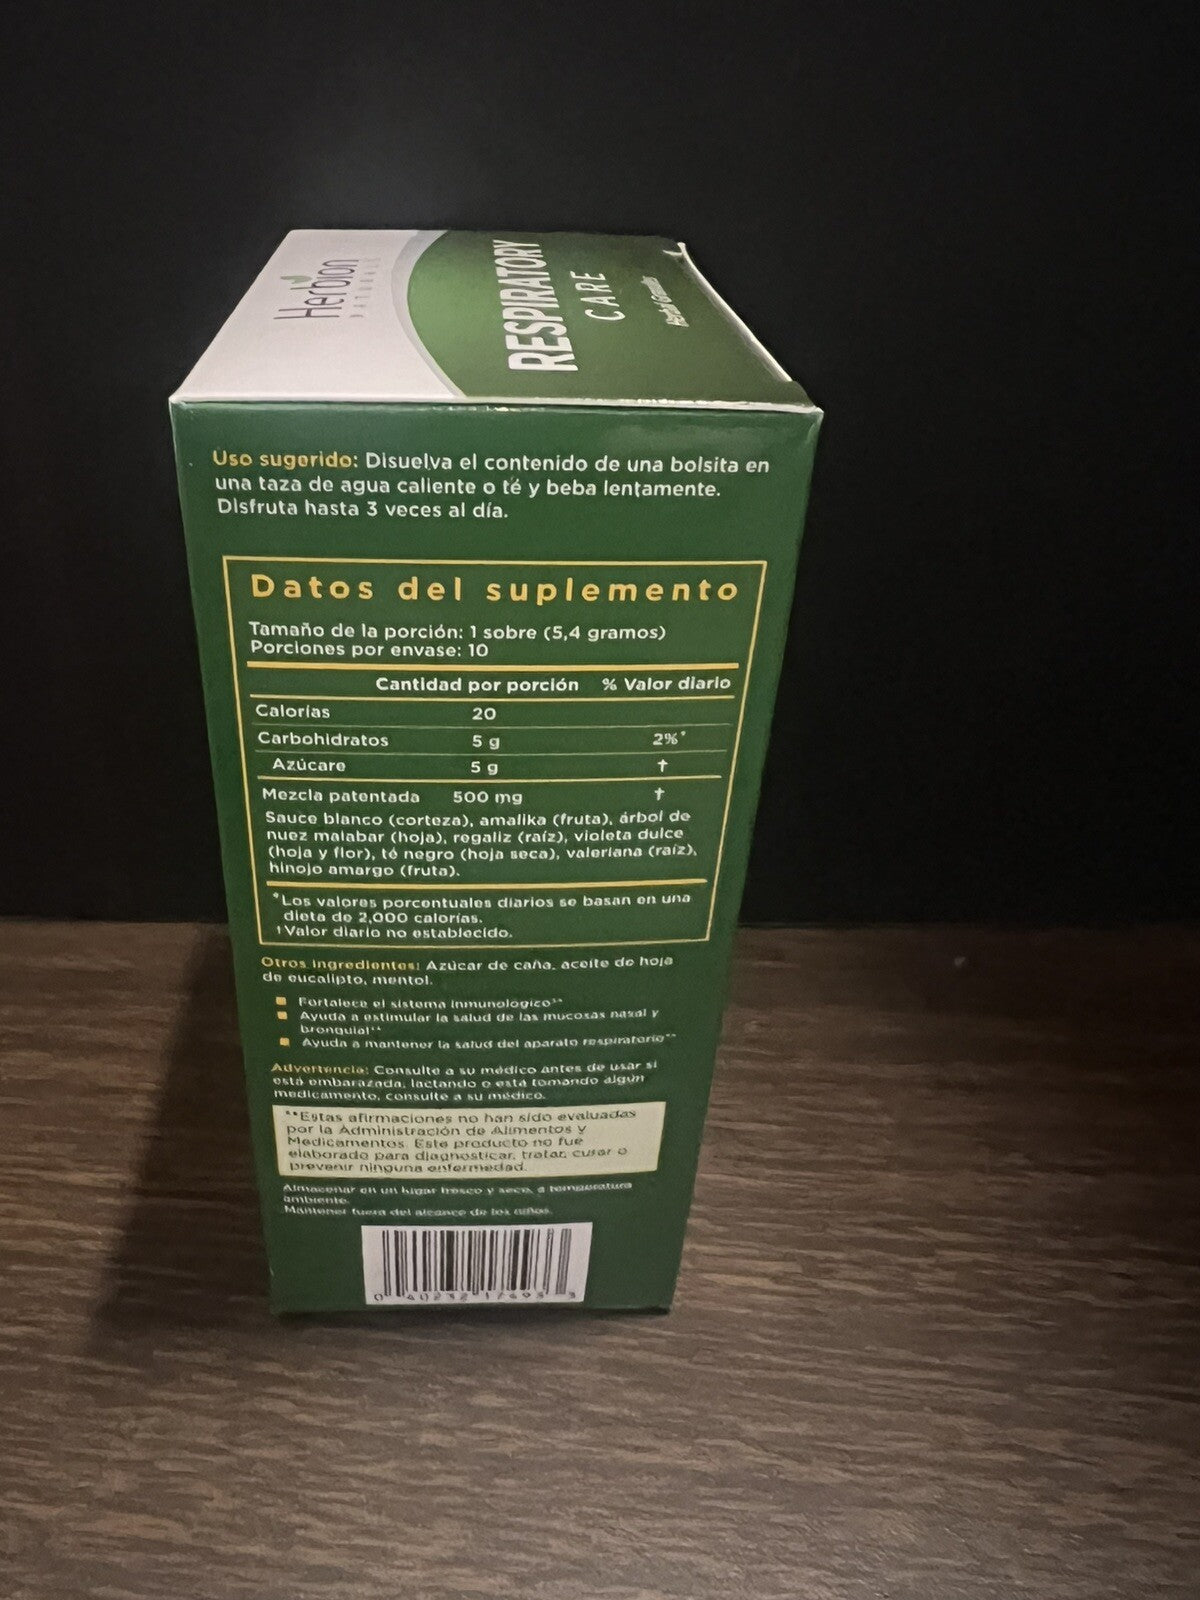 Herbion
NATURALS
RESPIRATORY
CARE
Herbal Granules
Uso sugerido: Disuelva el contenido de una bolsita en
una taza de agua caliente o té y beba lentamente.
Disfruta hasta 3 veces al día.
Datos del suplemento
Tamaño de la porción: 1 sobre (5,4 gramos)
Porciones por envase: 10
Cantidad por porción % Valor diario
Calorías 20
Carbohidratos 5 g 2%*
Azúcare 5 g †
Mezcla patentada 500 mg †
Sauce blanco (corteza), amalika (fruta), árbol de
nuez malabar (hoja), regaliz (raíz), violeta dulce
(hoja y flor), té negro (hoja seca), valeriana (raíz),
hinojo amargo (fruta).
*Los valores porcentuales diarios se basan en una
dieta de 2,000 calorías.
†Valor diario no establecido.
Otros ingredientes: Azúcar de caña, aceite de hoja
de eucalipto, mentol.
Fortalece el sistema inmunológico**
Ayuda a estimular la salud de las mucosas nasal y
bronquial**
Ayuda a mantener la salud del aparato respiratorio**
Advertencia: Consulte a su médico antes de usar si
está embarazada, lactando o está tomando algún
medicamento, consulte a su médico.
**Estas afirmaciones no han sido evaluadas
por la Administración de Alimentos y
Medicamentos. Este producto no fue
elaborado para diagnosticar, tratar, curar o
prevenir ninguna enfermedad.
Almacenar en un lugar fresco y seco, a temperatura
ambiente.
Mantener fuera del alcance de los niños.
0 40232 17493 3